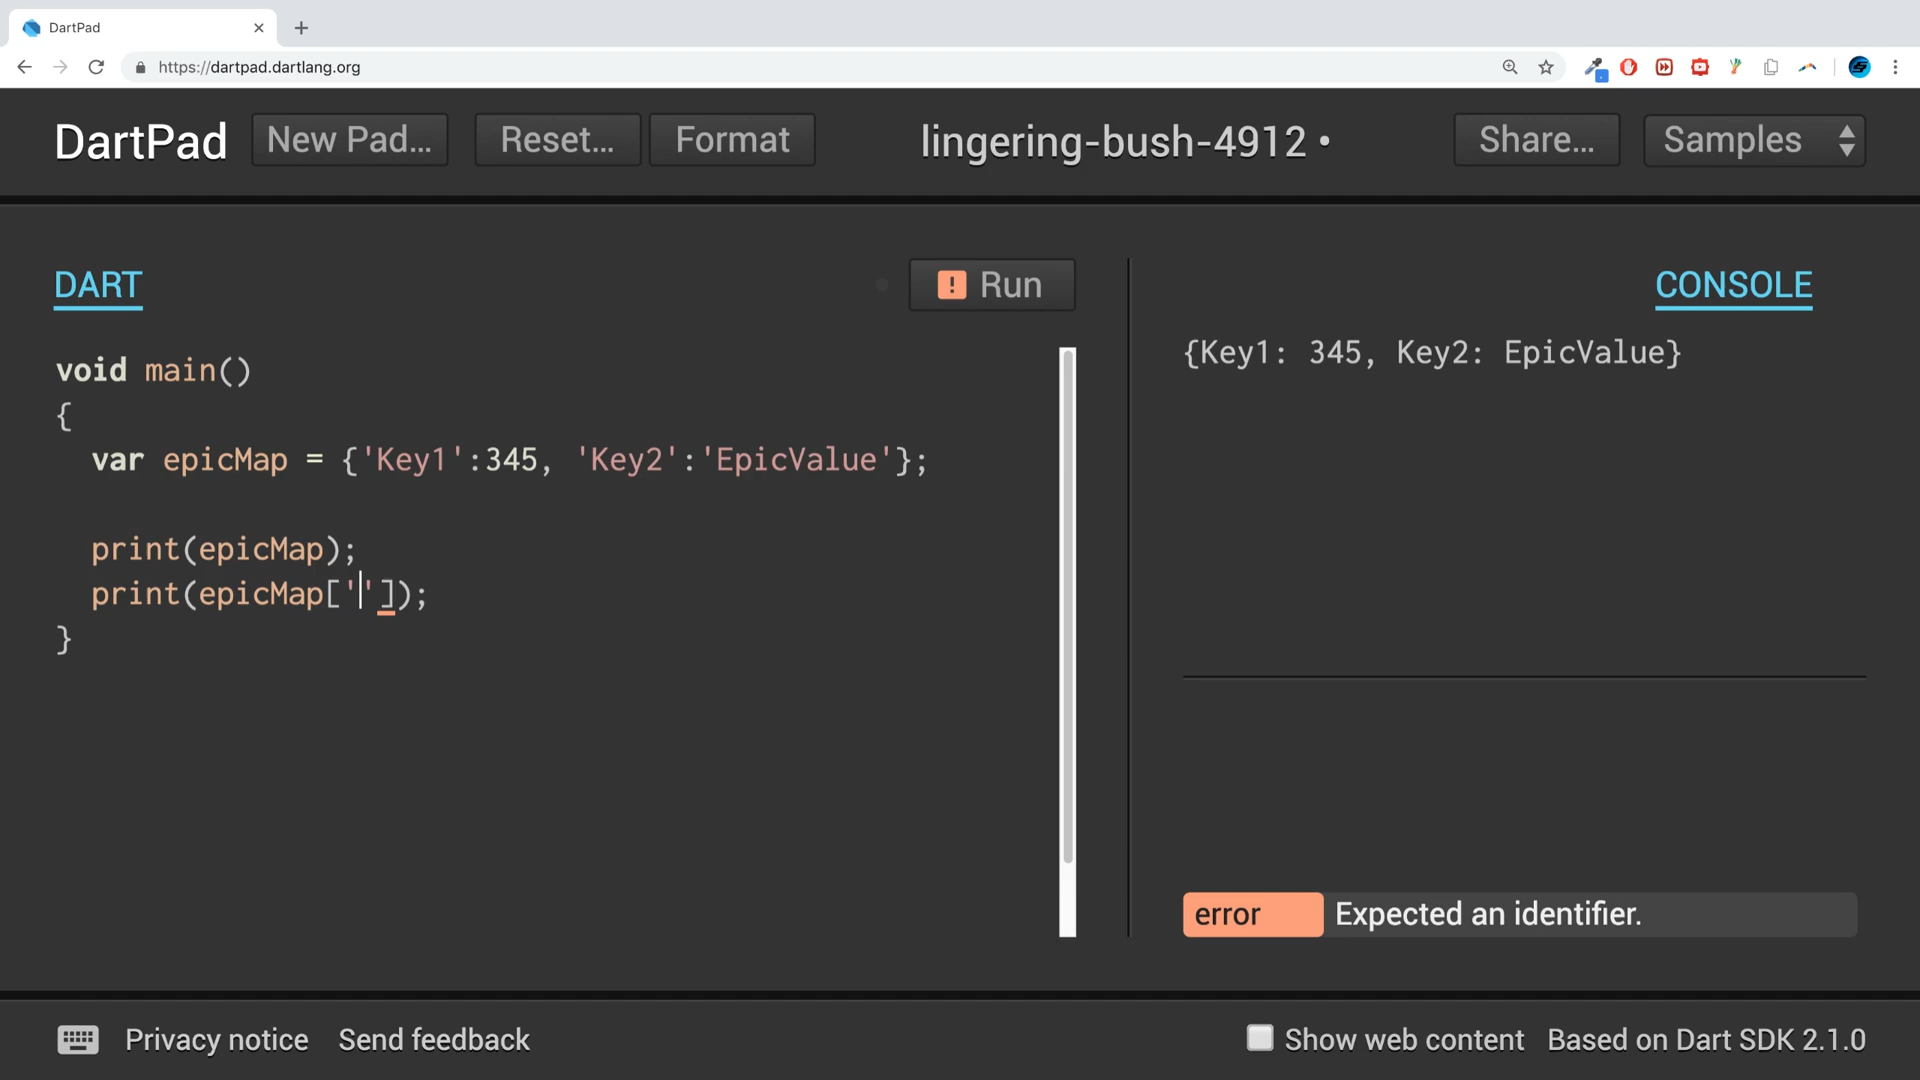 DartPad
https://dartpad.dartlang.org
DartPad
New Pad...
Reset...
Format
lingering-bush-4912 •
Share...
Samples
DART
! Run
CONSOLE
void main()
{
var epicMap = {'Key1':345, 'Key2':'EpicValue'};
print(epicMap);
print(epicMap['']);
}
{Key1: 345, Key2: EpicValue}
error Expected an identifier.
Privacy notice
Send feedback
Show web content
Based on Dart SDK 2.1.0